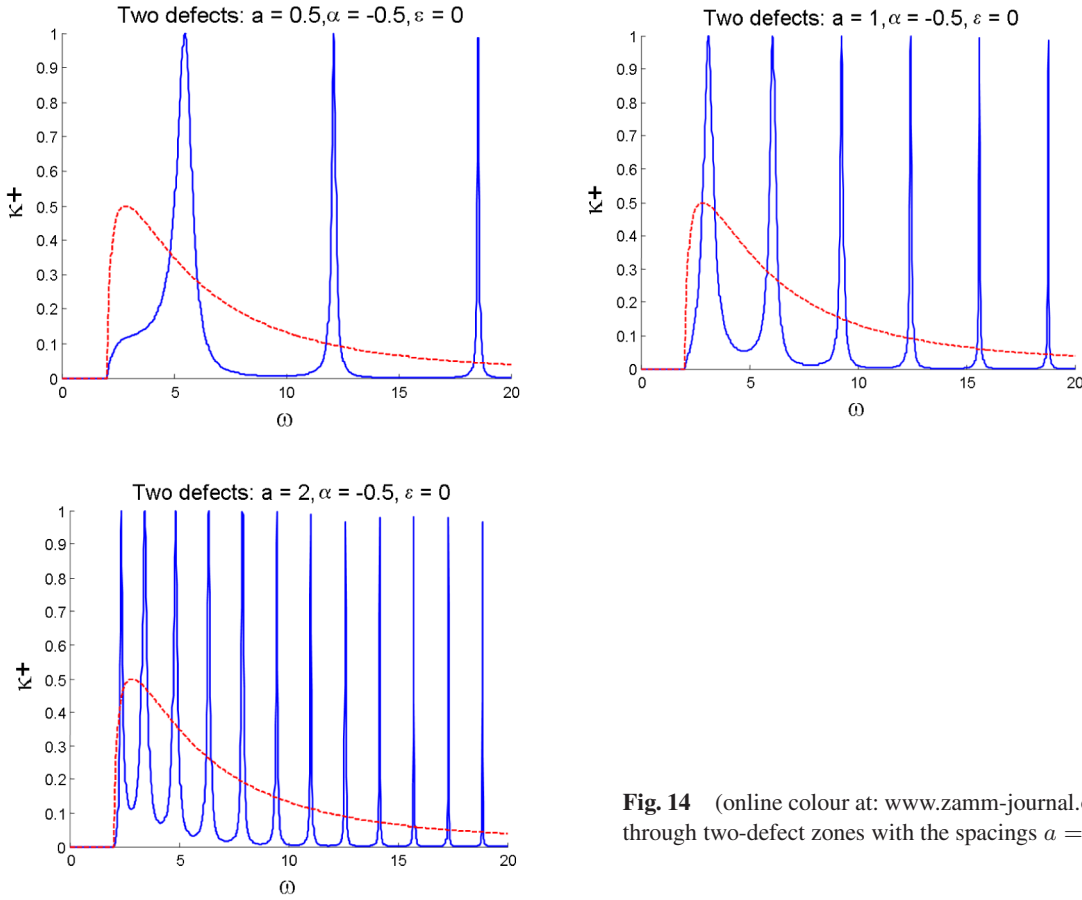 Two defects: a = 0.5, α = -0.5, ε = 0
1
0.9
0.8
0.7
0.6
0.5
0.4
0.3
0.2
0.1
0
κ+
0 5 10 15 20
ω
Two defects: a = 1, α = -0.5, ε = 0
1
0.9
0.8
0.7
0.6
0.5
0.4
0.3
0.2
0.1
0
κ+
0 5 10 15 20
ω
Two defects: a = 2, α = -0.5, ε = 0
1
0.9
0.8
0.7
0.6
0.5
0.4
0.3
0.2
0.1
0
κ+
0 5 10 15 20
ω
Fig. 14 (online colour at: www.zamm-journal.
through two-defect zones with the spacings a =